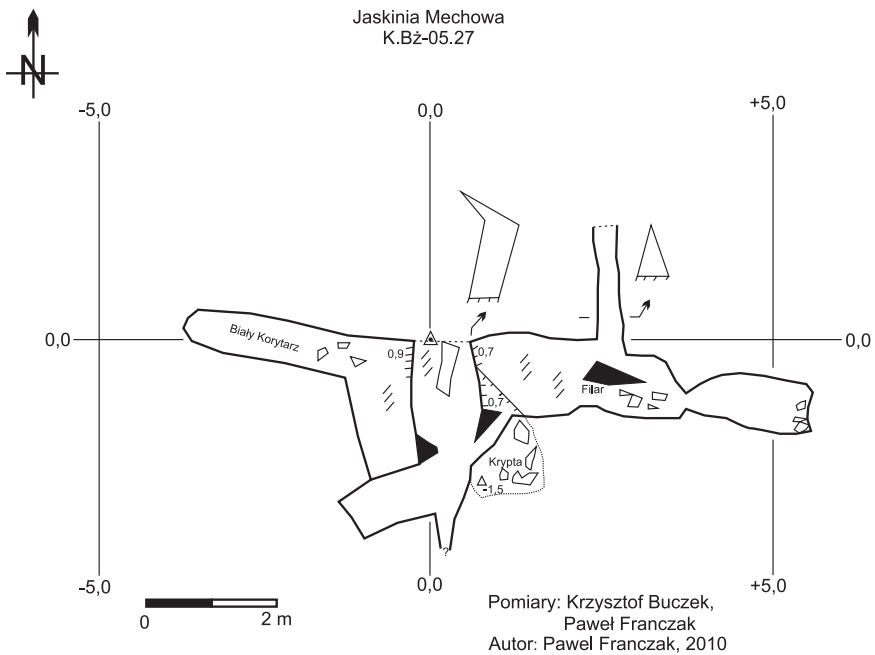 Jaskinia Mechowa
K.Bż-05.27
N
-5,0
0,0
+5,0
Biały Korytarz
0,0
0,9
0,7
0,0
0,7
Filar
Krypta
-1,5
?
-5,0
0,0
+5,0
0
2 m
Pomiary: Krzysztof Buczek,
Paweł Franczak
Autor: Pawel Franczak, 2010